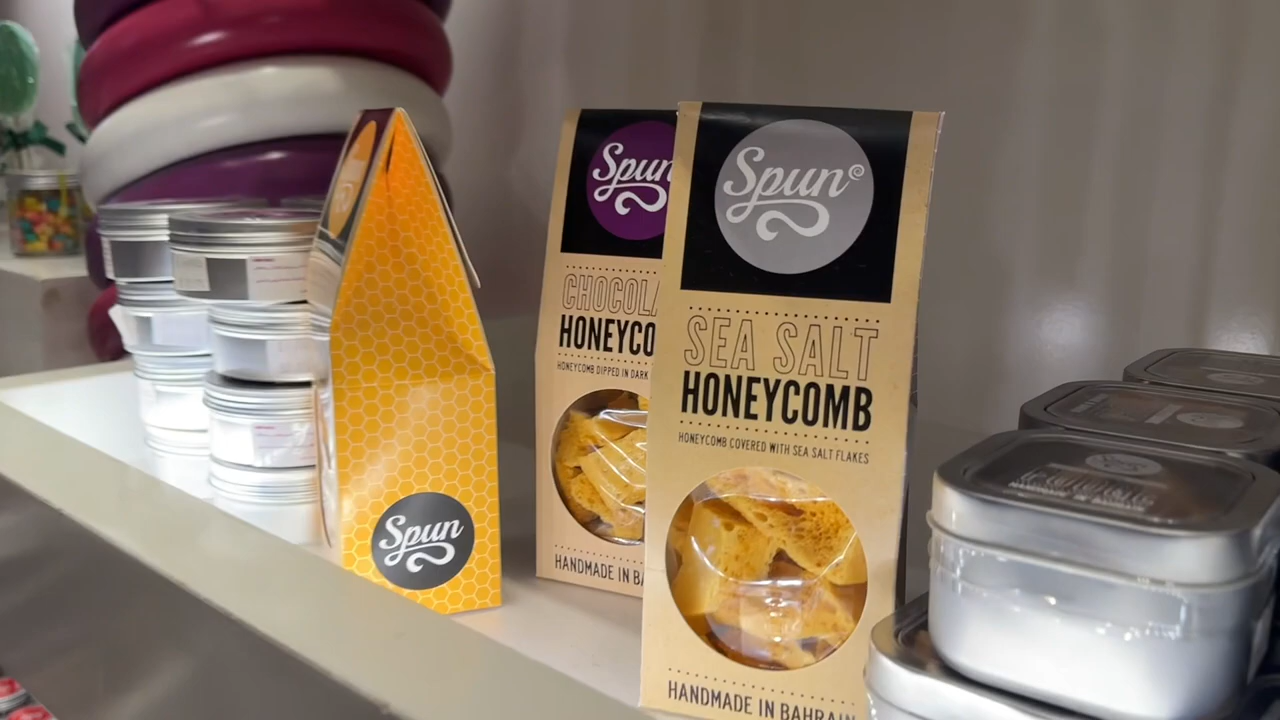 Spun
SEA SALT
HONEYCOMB
HONEYCOMB COVERED WITH SEA SALT FLAKES
HANDMADE IN BAHRAIN
Spun
CHOCOLA
HONEYCO
HONEYCOMB DIPPED IN DARK
HANDMADE IN BA
Spun